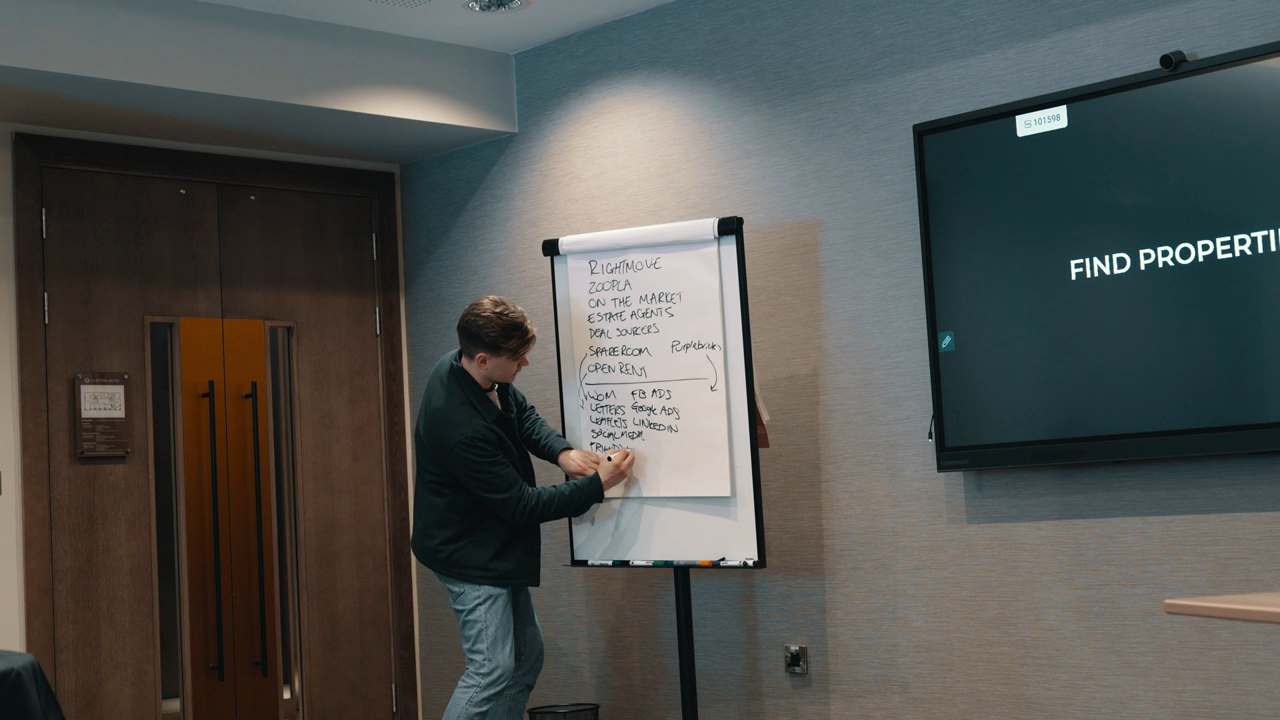 RIGHTMOVE
ZOOPLA
ON THE MARKET
ESTATE AGENTS
DEAL SOURCERS
SPAREROOM Purplebricks
OPEN RENT
WOM FB ADS
LETTERS Google ADS
LEAFLETS LINKEDIN
SOCIAL MEDIA
101598
FIND PROPERTI